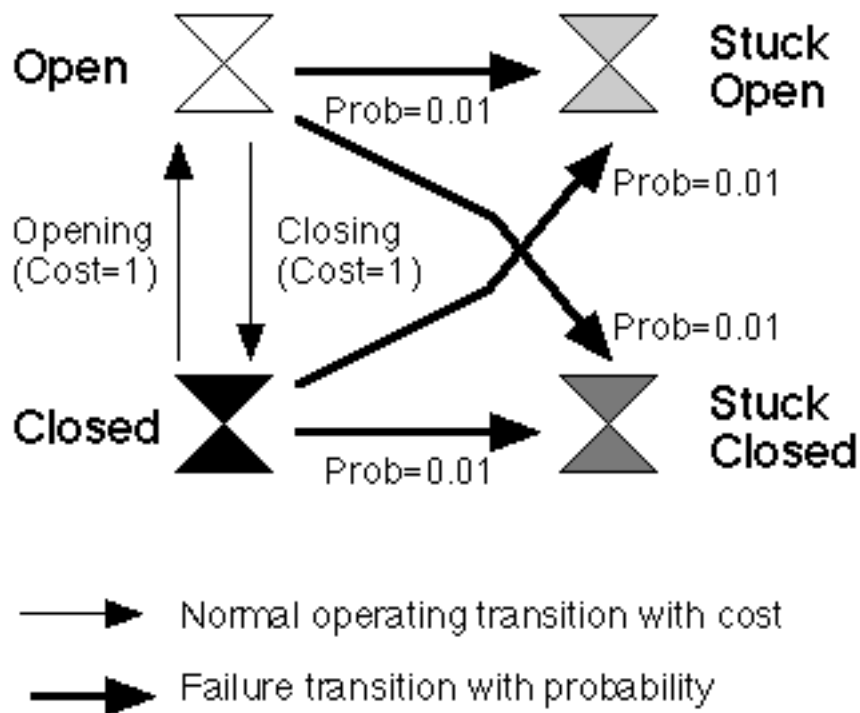 Open
Stuck
Open
Prob=0.01
Prob=0.01
Opening
(Cost=1)
Closing
(Cost=1)
Prob=0.01
Closed
Stuck
Closed
Prob=0.01
Normal operating transition with cost
Failure transition with probability